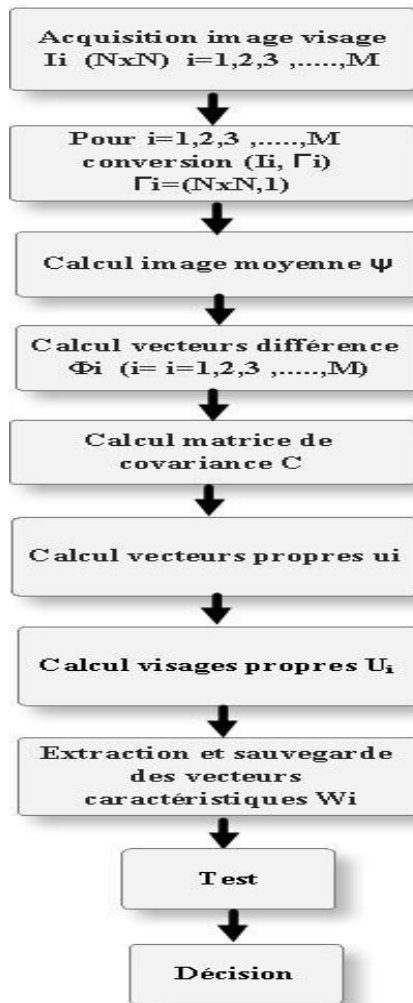 Acquisition image visage
Ii (NxN) i=1,2,3 ,.....,M
Pour i=1,2,3 ,.....,M
conversion (Ii, Γi)
Γi=(NxN,1)
Calcul image moyenne Ψ
Calcul vecteurs différence
Φi (i= i=1,2,3 ,.....,M)
Calcul matrice de
covariance C
Calcul vecteurs propres ui
Calcul visages propres Ui
Extraction et sauvegarde
des vecteurs
caractéristiques Wi
Test
Décision